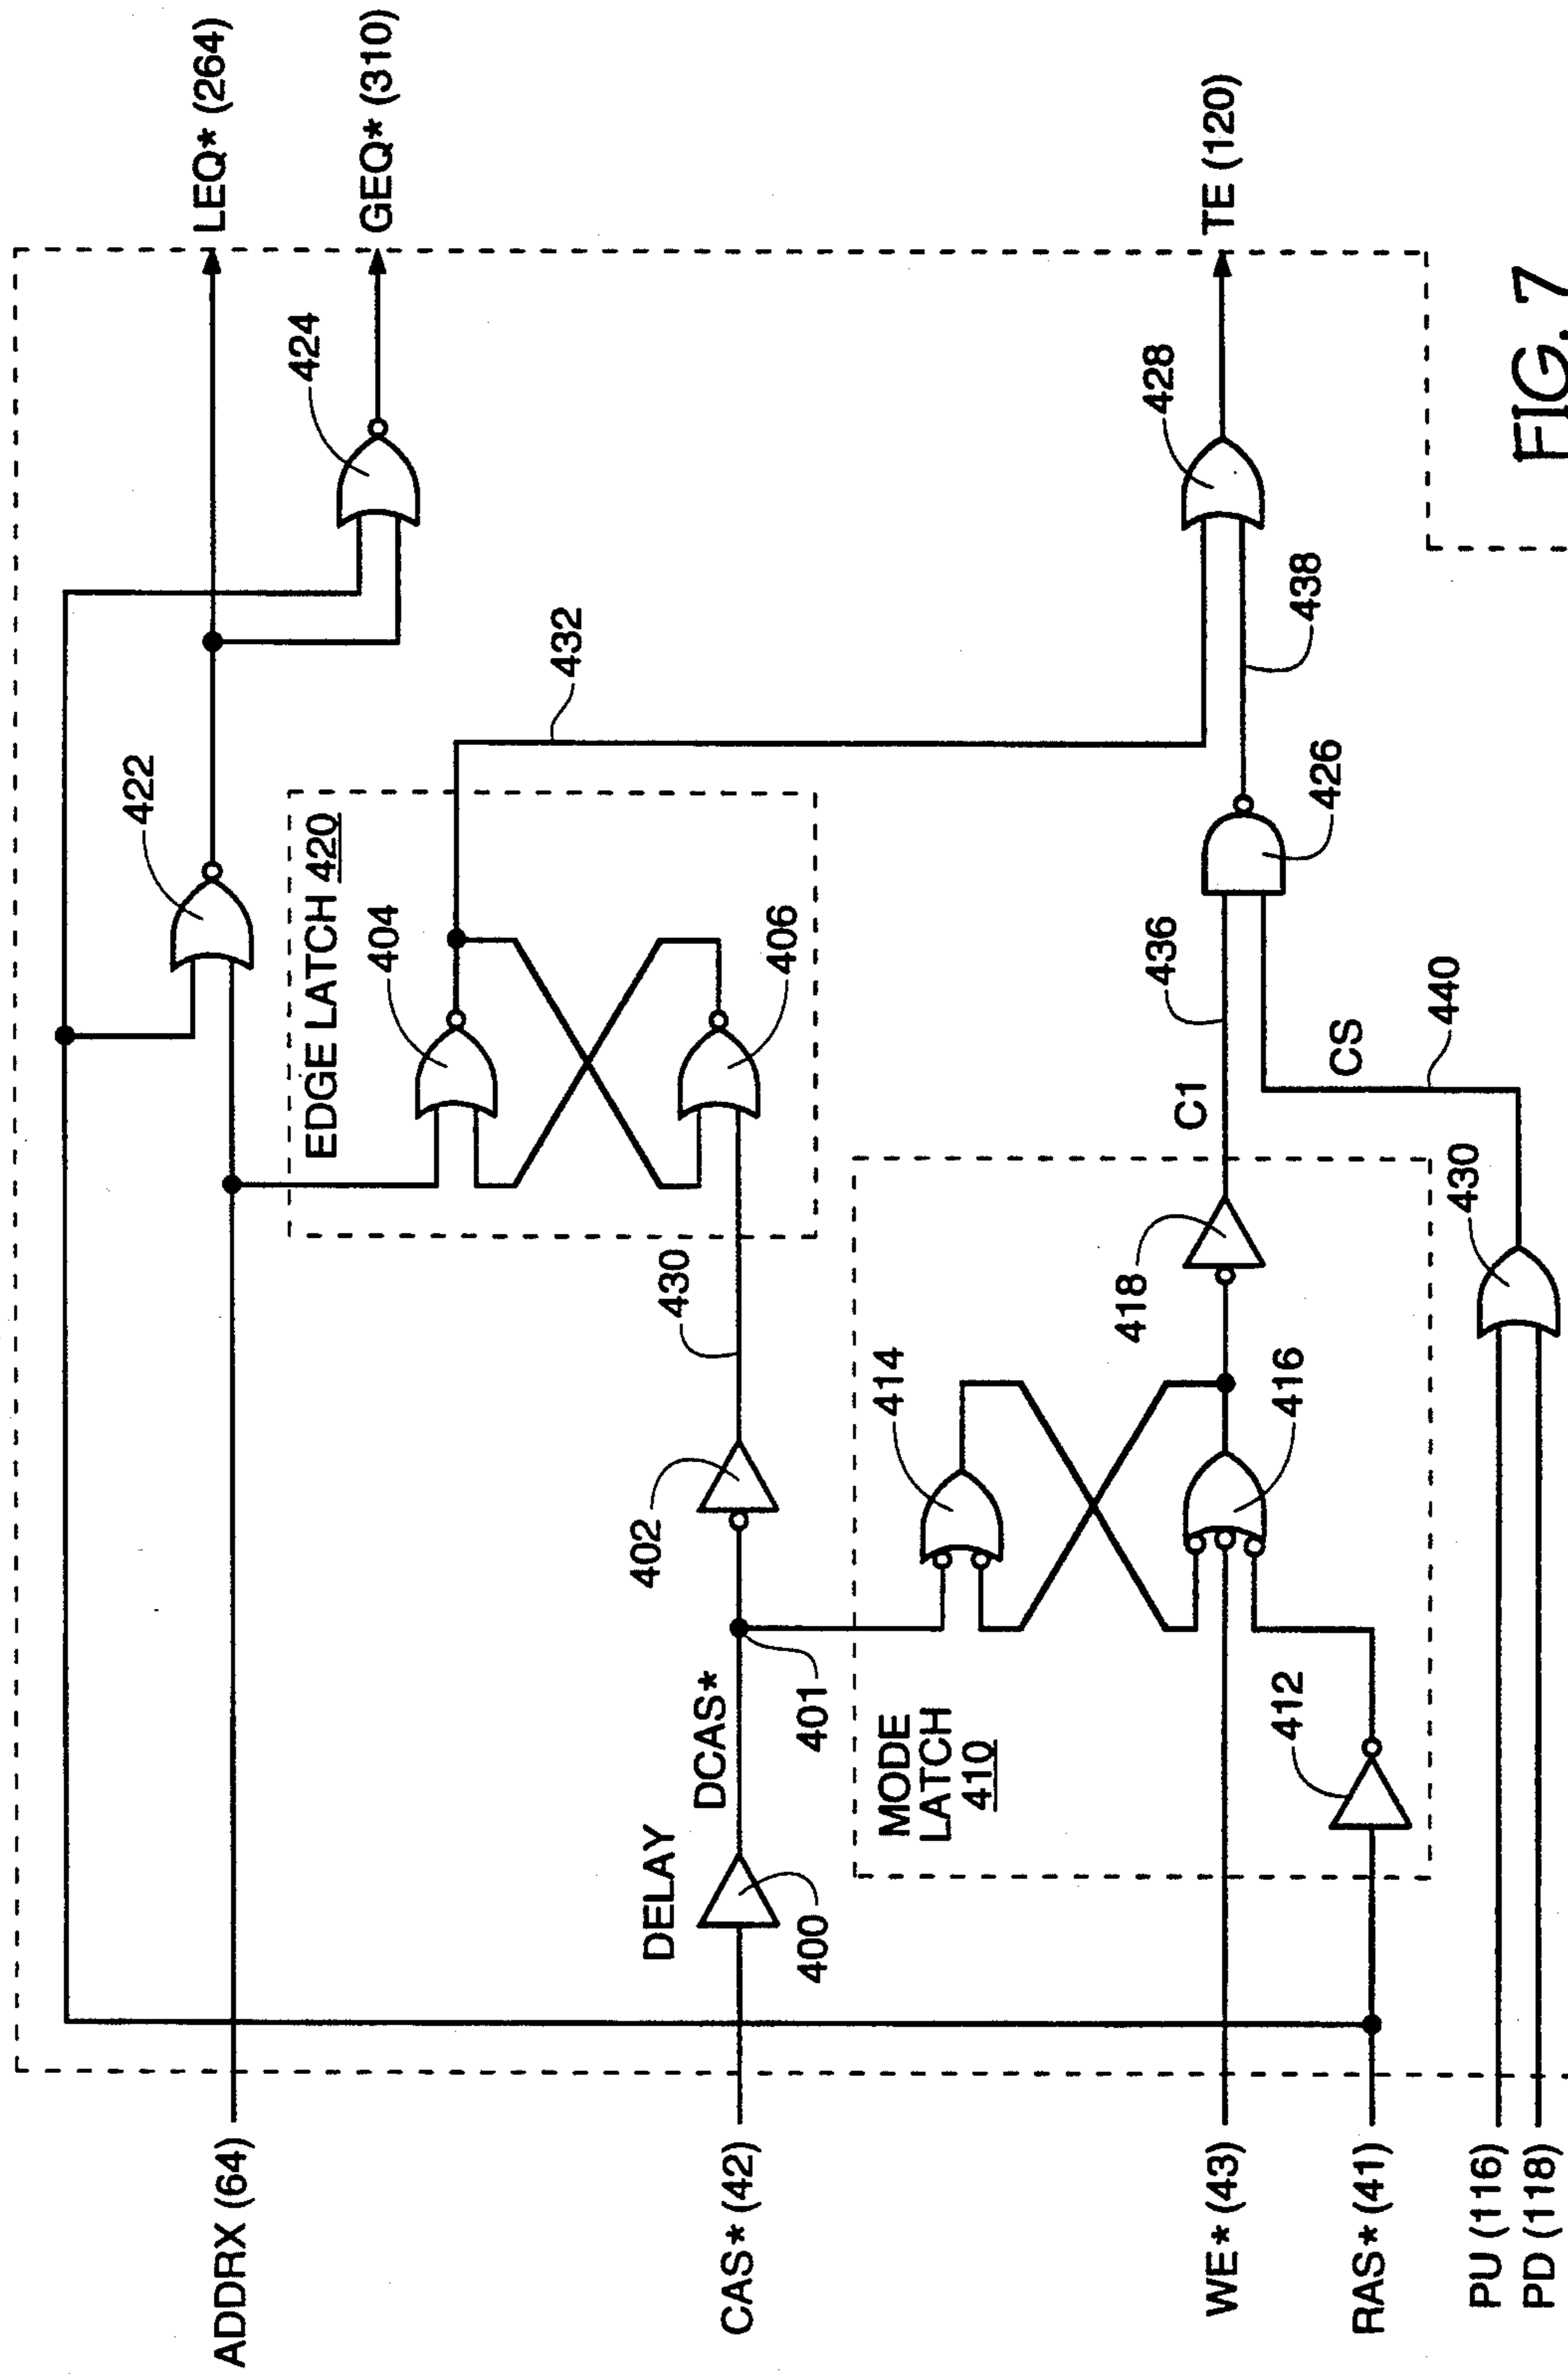 LEQ* (264)
GEQ* (310)
424
422
EDGE LATCH 420
404
406
432
428
TE (120)
438
426
436
C1
CS
440
430
402
430
418
414
416
DELAY
DCAS*
401
400
MODE
LATCH
410
412
ADDRX (64)
CAS* (42)
WE* (43)
RAS* (41)
PU (116)
PD (118)
FIG. 7